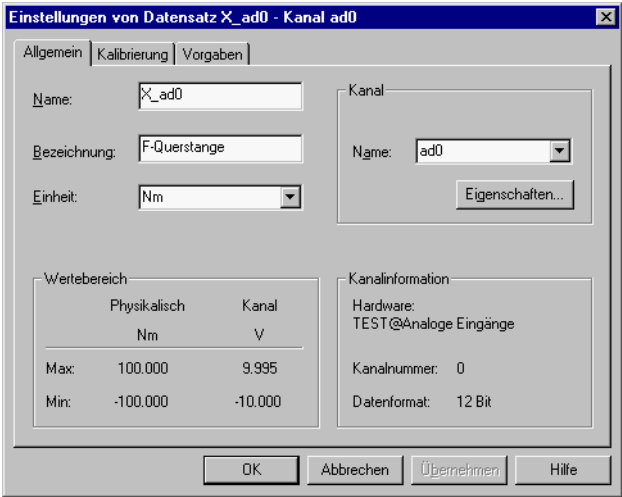 Einstellungen von Datensatz X_ad0 - Kanal ad0
Allgemein Kalibrierung Vorgaben
Name: X_ad0
Bezeichnung: F-Querstange
Einheit: Nm
Kanal
Name: ad0
Eigenschaften...
Wertebereich
Physikalisch Kanal
Nm V
Max: 100.000 9.995
Min: -100.000 -10.000
Kanalinformation
Hardware:
TEST@Analoge Eingänge
Kanalnummer: 0
Datenformat: 12 Bit
OK Abbrechen Übernehmen Hilfe